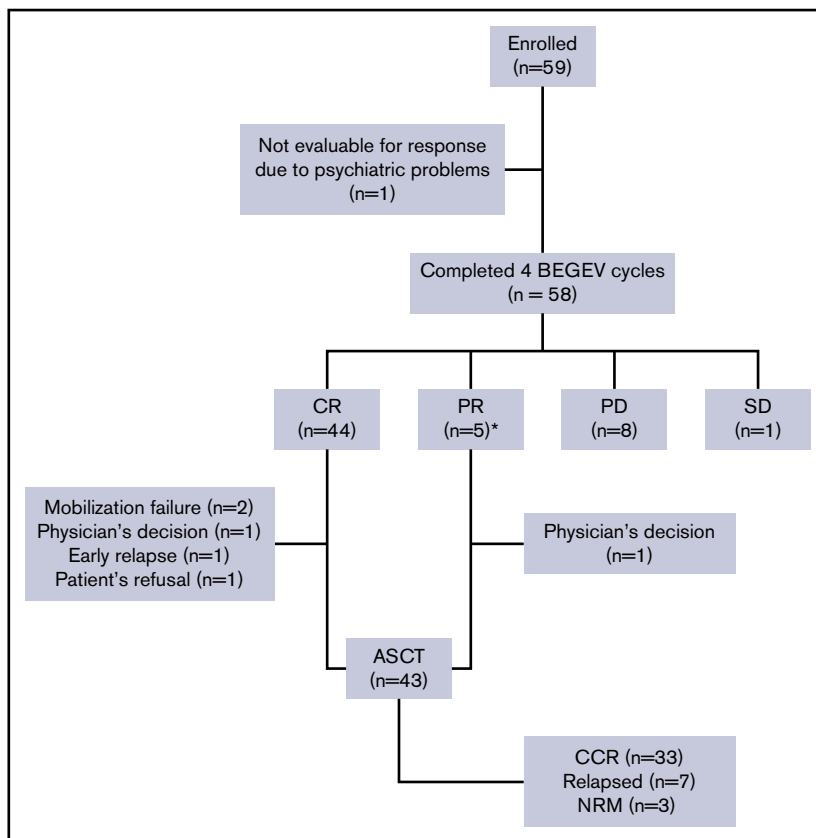 Enrolled
(n=59)
Not evaluable for response
due to psychiatric problems
(n=1)
Completed 4 BEGEV cycles
(n = 58)
CR
(n=44)
PR
(n=5)*
PD
(n=8)
SD
(n=1)
Mobilization failure (n=2)
Physician's decision (n=1)
Early relapse (n=1)
Patient's refusal (n=1)
Physician's decision
(n=1)
ASCT
(n=43)
CCR (n=33)
Relapsed (n=7)
NRM (n=3)